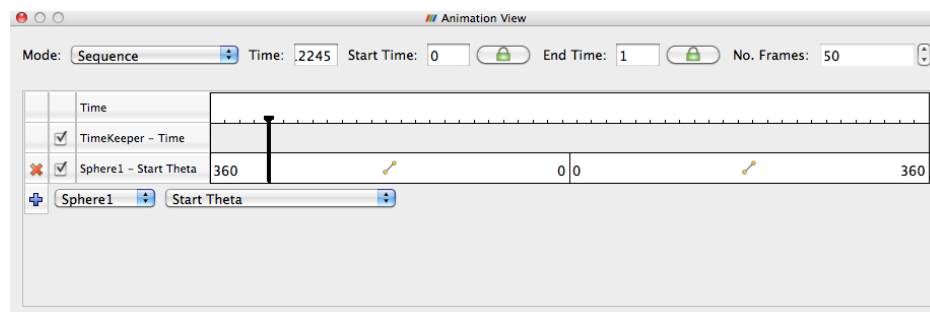 Animation View
Mode: Sequence Time: .2245 Start Time: 0 End Time: 1 No. Frames: 50
Time
TimeKeeper – Time
Sphere1 – Start Theta 360 0 0 360
Sphere1 Start Theta